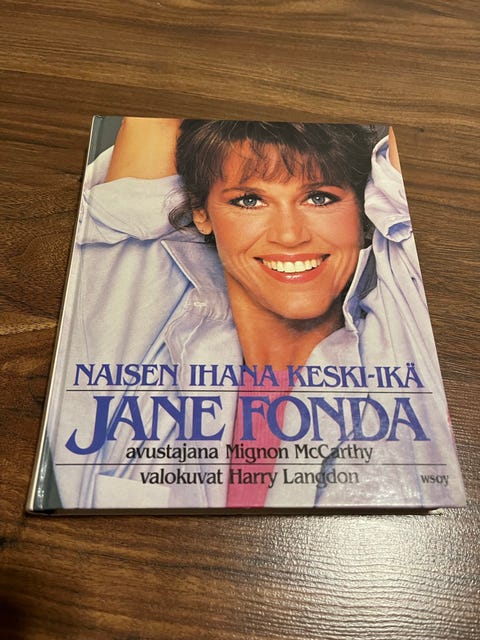 NAISEN IHANA KESKI-IKÄ
JANE FONDA
avustajana Mignon McCarthy
valokuvat Harry Langdon
wsoy